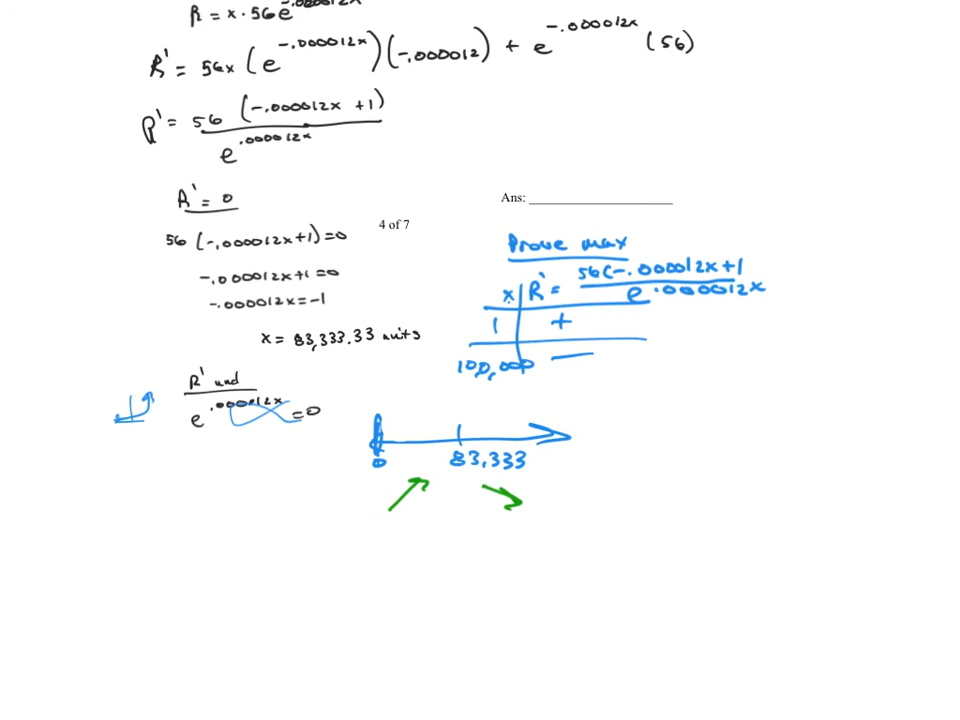 R = x · 56e^-.000012x
R' = 56x (e^-.000012x)(-.000012) + e^-.000012x (56)
R' = 56 (-.000012x +1)
e^.000012x
R' = 0
Ans: ______________________
56 (-.000012x+1)=0
4 of 7
Prove max
-.000012x+1=0
x R' = 56(-.000012x+1
e^.000012x
-.000012x=-1
1 +
x = 83,333.33 units
100,000 —
R' und
e^.000012x =0
0 83,333